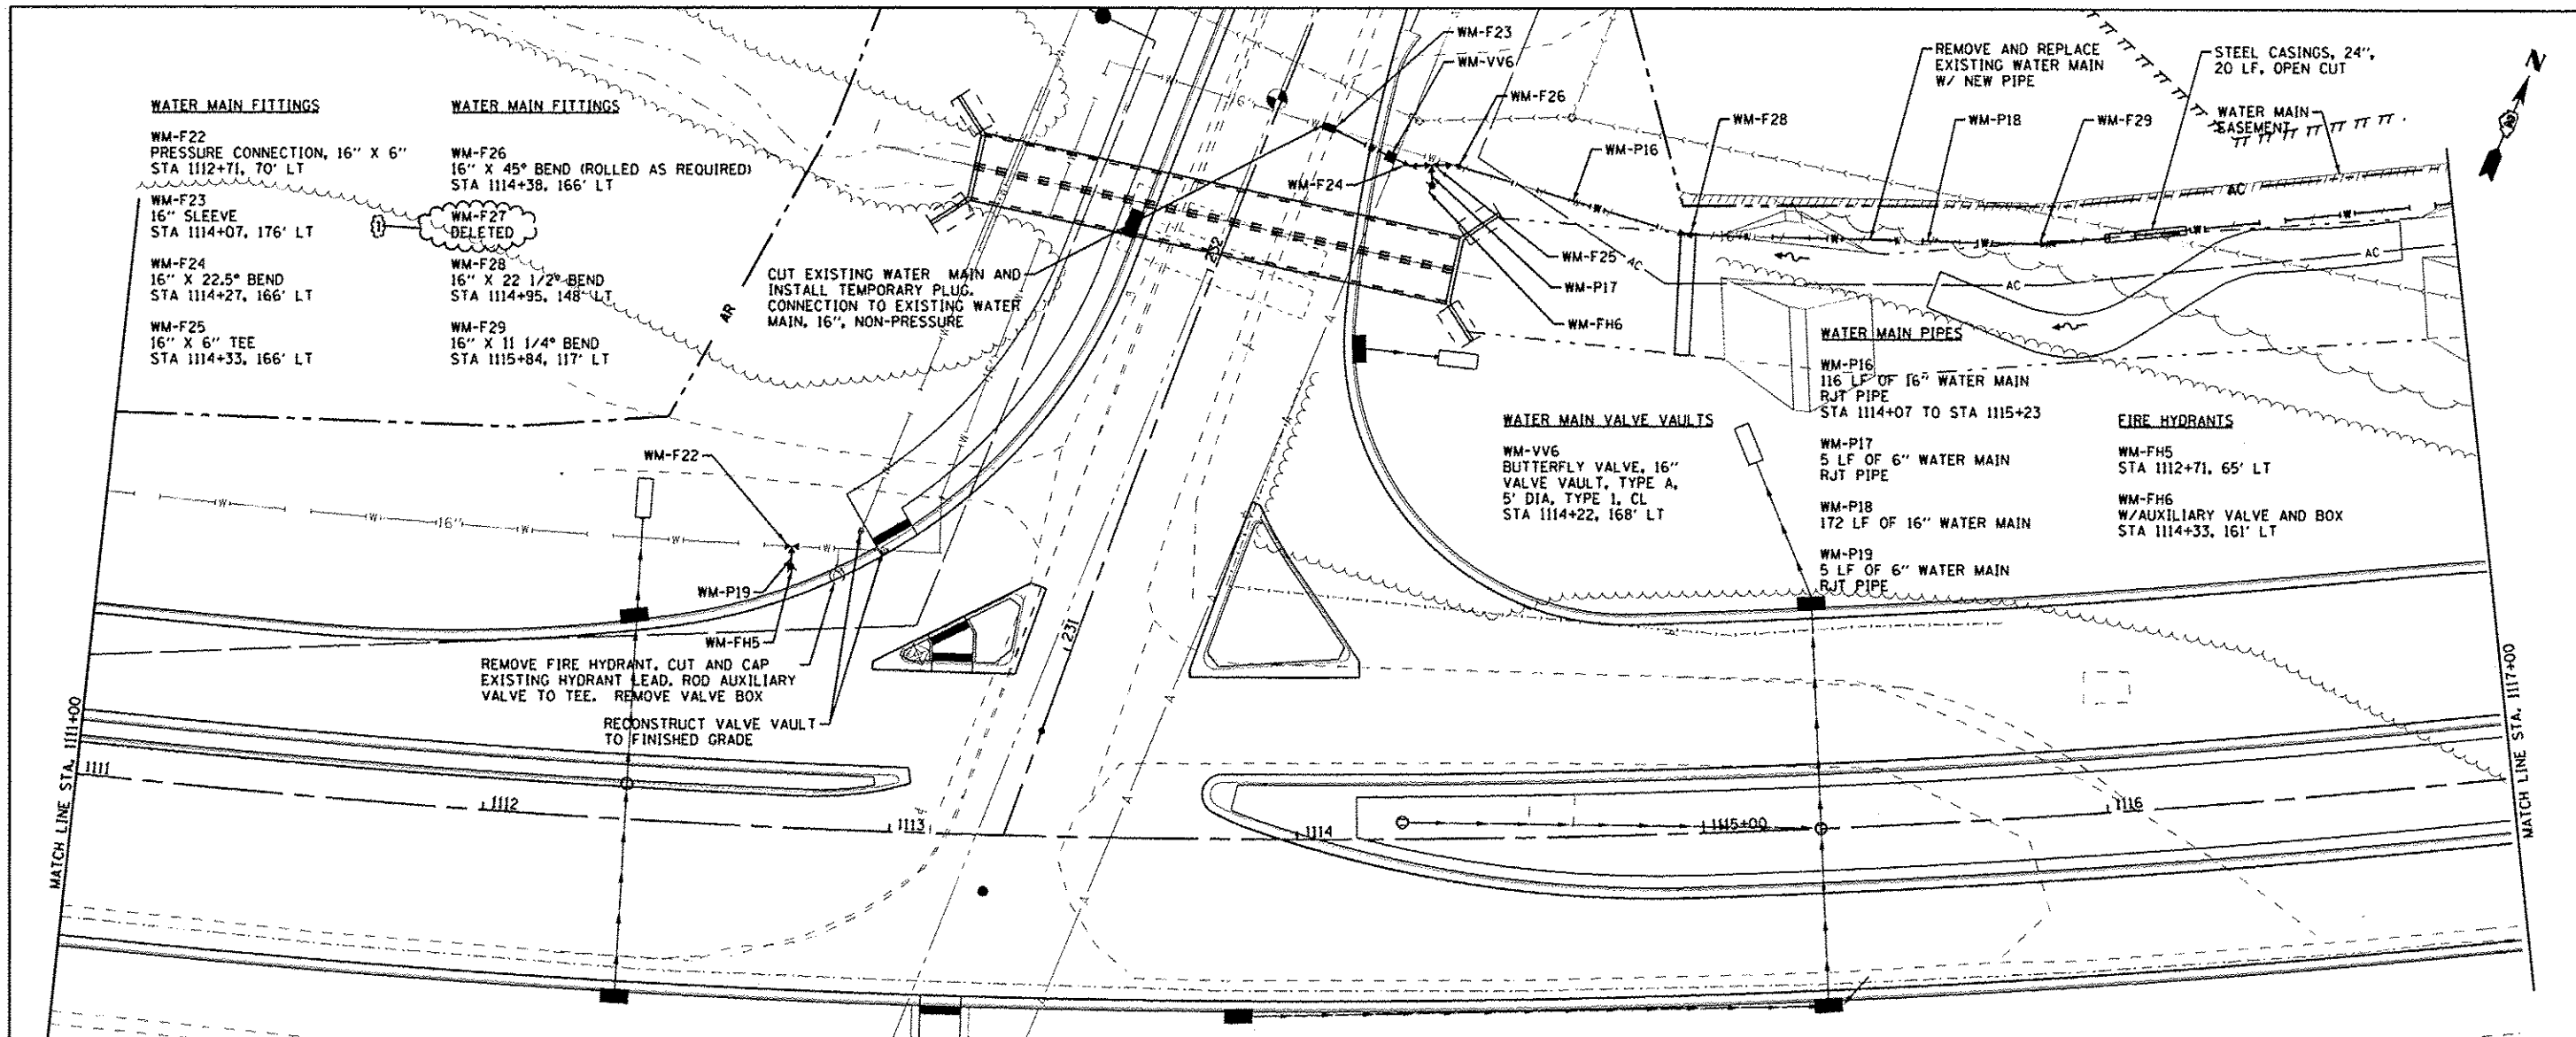 WATER MAIN FITTINGS
WM-F22
PRESSURE CONNECTION, 16" X 6"
STA 1112+71, 70' LT
WM-F23
16" SLEEVE
STA 1114+07, 176' LT
WM-F24
16" X 22.5° BEND
STA 1114+27, 166' LT
WM-F25
16" X 6" TEE
STA 1114+33, 166' LT
WATER MAIN FITTINGS
WM-F26
16" X 45° BEND (ROLLED AS REQUIRED)
STA 1114+38, 166' LT
1
WM-F27
DELETED
WM-F28
16" X 22 1/2° BEND
STA 1114+95, 148' LT
WM-F29
16" X 11 1/4° BEND
STA 1115+84, 117' LT
CUT EXISTING WATER MAIN AND
INSTALL TEMPORARY PLUG.
CONNECTION TO EXISTING WATER
MAIN, 16", NON-PRESSURE
AR
WM-F23
WM-VV6
WM-F26
WM-F24
WM-P16
WM-F25
WM-P17
WM-FH6
WM-F28
REMOVE AND REPLACE
EXISTING WATER MAIN
W/ NEW PIPE
WM-P18
STEEL CASINGS, 24",
20 LF, OPEN CUT
WATER MAIN
EASEMENT
WM-F29
N
AC
AC
AC
AC
WATER MAIN PIPES
WM-P16
116 LF OF 16" WATER MAIN
RJT PIPE
STA 1114+07 TO STA 1115+23
WM-P17
5 LF OF 6" WATER MAIN
RJT PIPE
WM-P18
172 LF OF 16" WATER MAIN
WM-P19
5 LF OF 6" WATER MAIN
RJT PIPE
WATER MAIN VALVE VAULTS
WM-VV6
BUTTERFLY VALVE, 16"
VALVE VAULT, TYPE A,
5' DIA, TYPE 1, CL
STA 1114+22, 168' LT
FIRE HYDRANTS
WM-FH5
STA 1112+71, 65' LT
WM-FH6
W/AUXILIARY VALVE AND BOX
STA 1114+33, 161' LT
WM-F22
16"
WM-P19
WM-FH5
REMOVE FIRE HYDRANT, CUT AND CAP
EXISTING HYDRANT LEAD, ROD AUXILIARY
VALVE TO TEE. REMOVE VALVE BOX
RECONSTRUCT VALVE VAULT
TO FINISHED GRADE
232
231
MATCH LINE STA. 1111+00
1111
1112
1113
1114
1115+00
1116
MATCH LINE STA. 1117+00